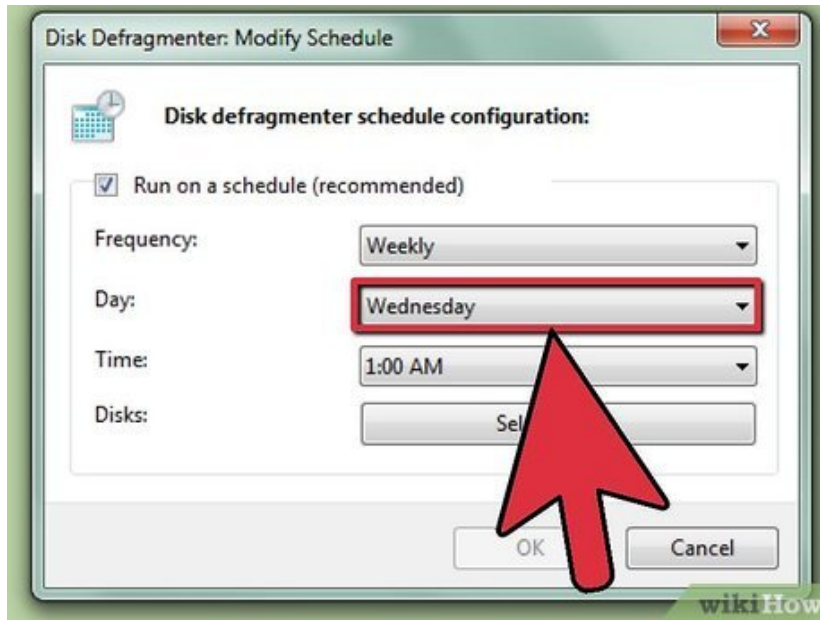 Disk Defragmenter: Modify Schedule
Disk defragmenter schedule configuration:
Run on a schedule (recommended)
Frequency: Weekly
Day: Wednesday
Time: 1:00 AM
Disks:
OK Cancel
wikiHow